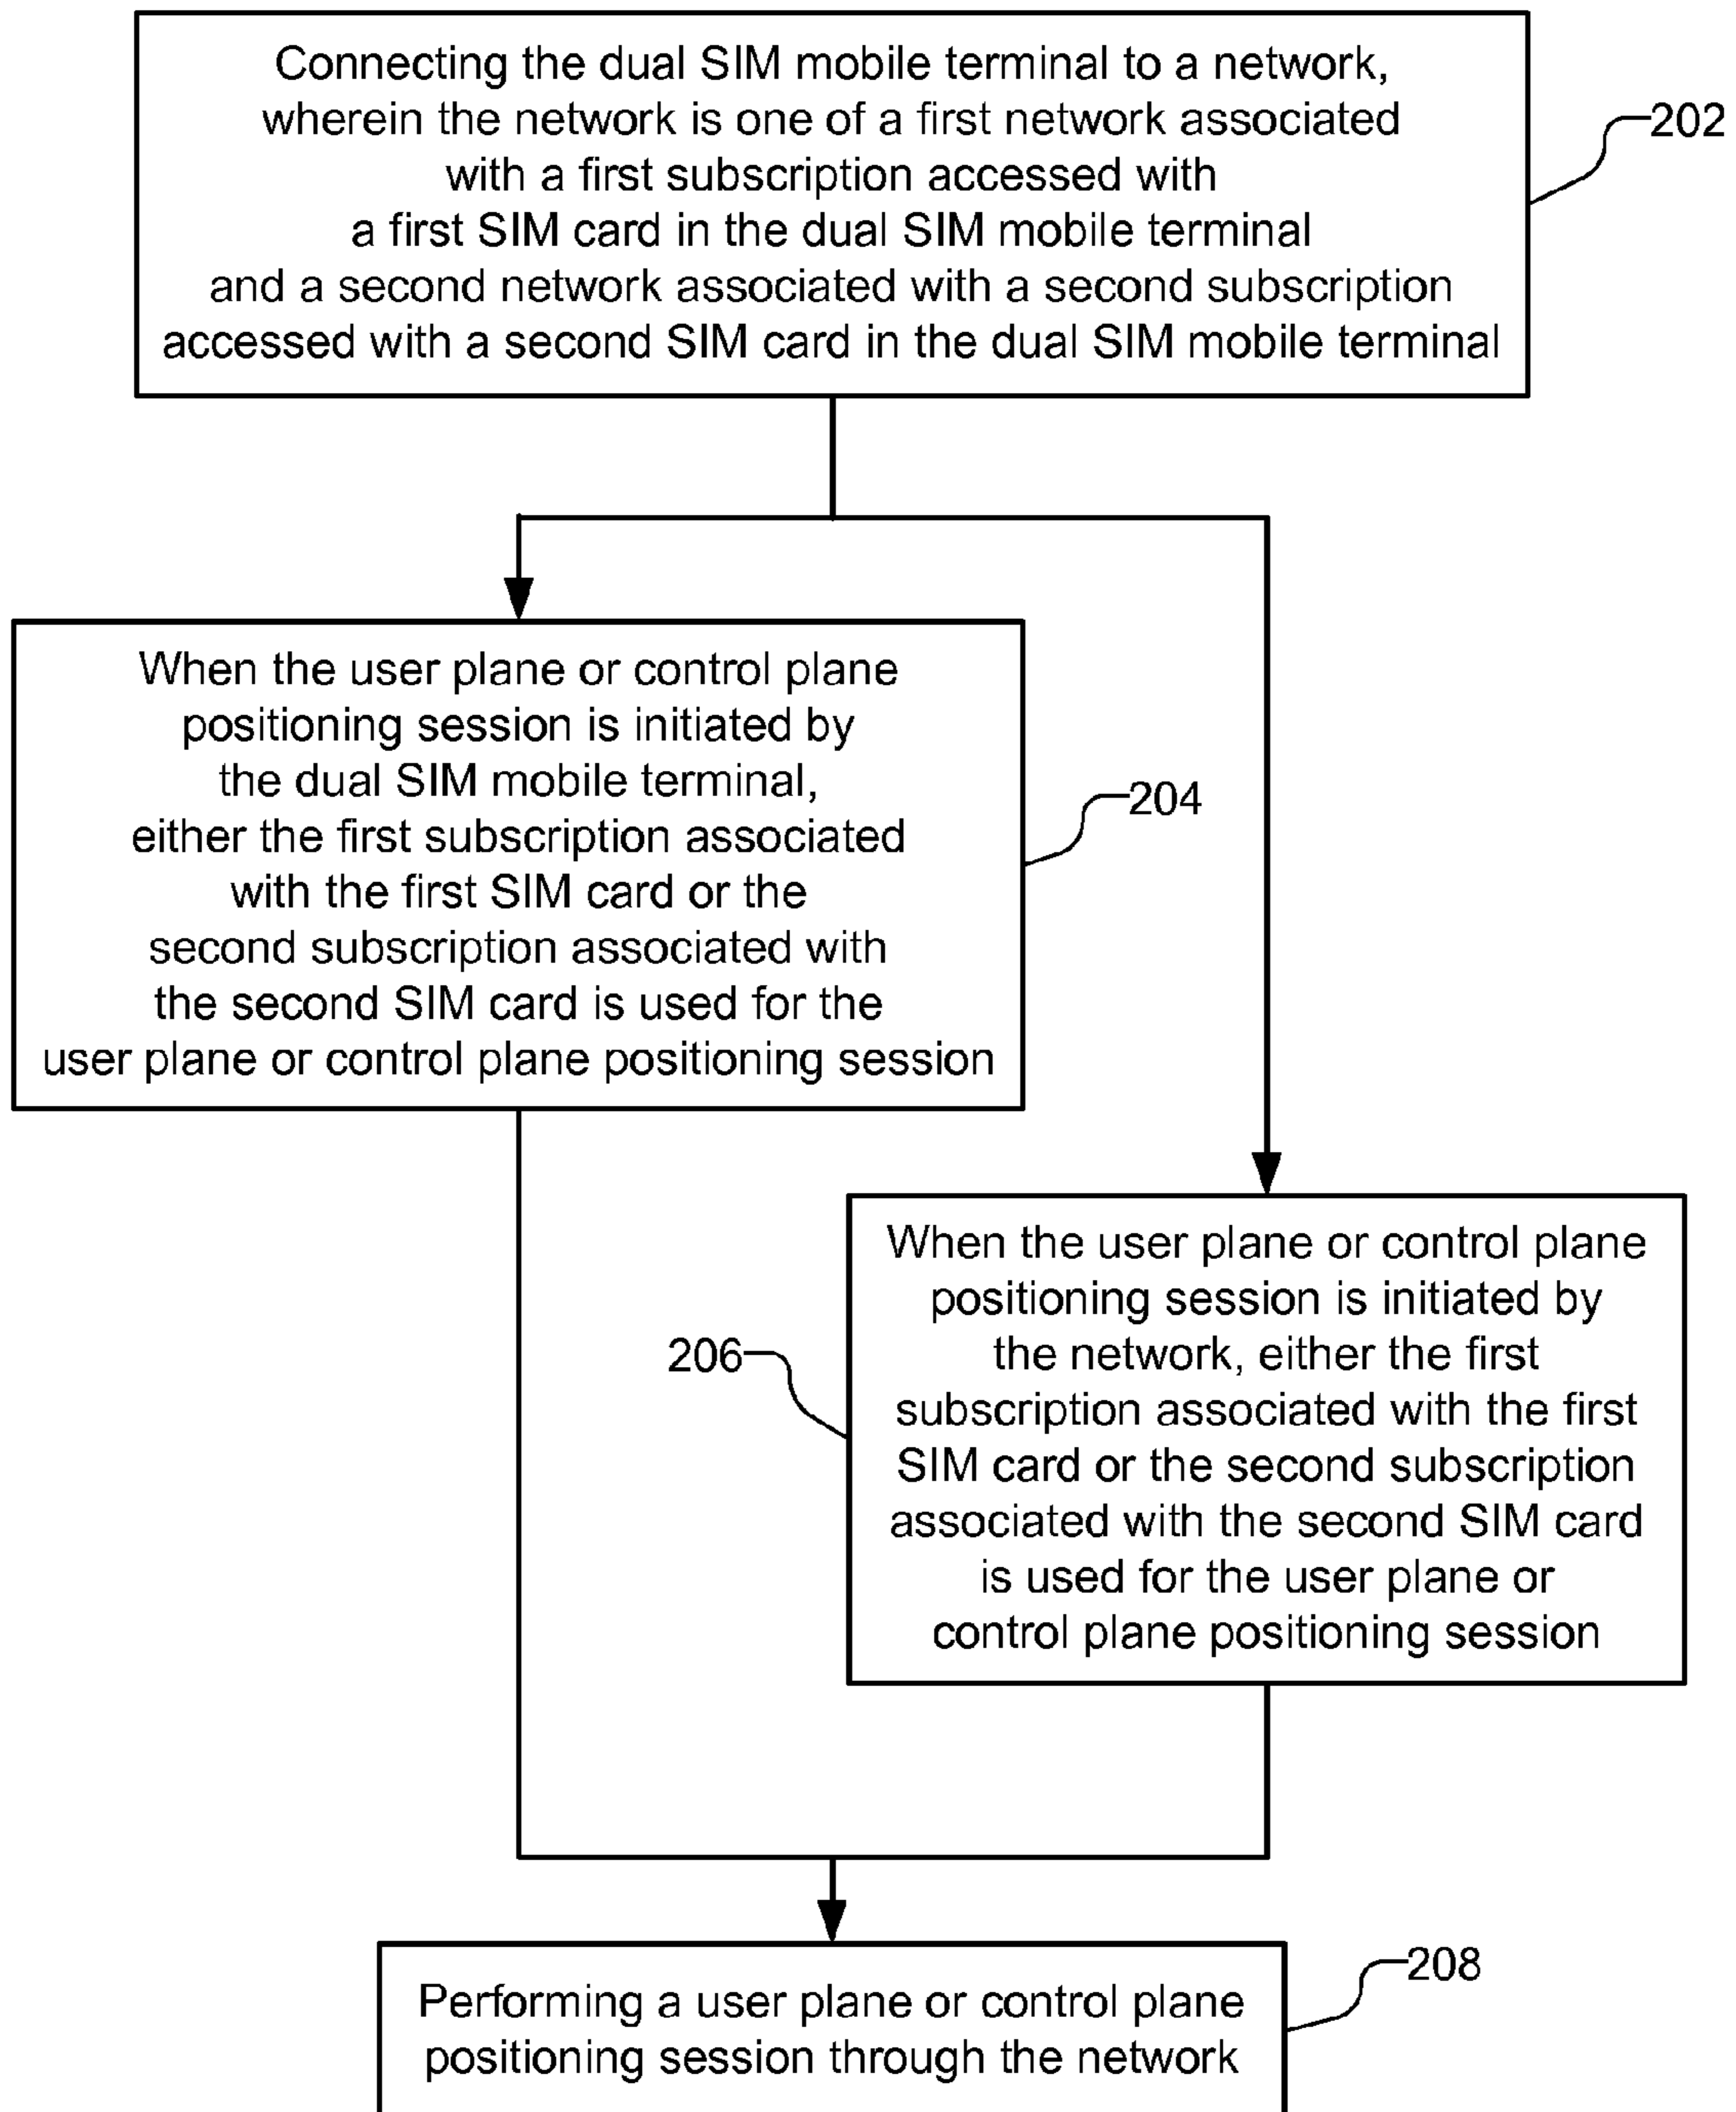 Connecting the dual SIM mobile terminal to a network,
wherein the network is one of a first network associated
with a first subscription accessed with
a first SIM card in the dual SIM mobile terminal
and a second network associated with a second subscription
accessed with a second SIM card in the dual SIM mobile terminal
202
When the user plane or control plane
positioning session is initiated by
the dual SIM mobile terminal,
either the first subscription associated
with the first SIM card or the
second subscription associated with
the second SIM card is used for the
user plane or control plane positioning session
204
When the user plane or control plane
positioning session is initiated by
the network, either the first
subscription associated with the first
SIM card or the second subscription
associated with the second SIM card
is used for the user plane or
control plane positioning session
206
Performing a user plane or control plane
positioning session through the network
208